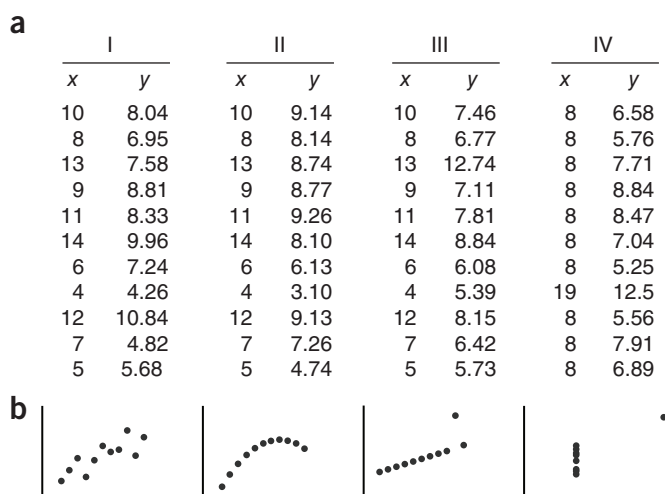 a
I II III IV
x y x y x y x y
10 8.04 10 9.14 10 7.46 8 6.58
8 6.95 8 8.14 8 6.77 8 5.76
13 7.58 13 8.74 13 12.74 8 7.71
9 8.81 9 8.77 9 7.11 8 8.84
11 8.33 11 9.26 11 7.81 8 8.47
14 9.96 14 8.10 14 8.84 8 7.04
6 7.24 6 6.13 6 6.08 8 5.25
4 4.26 4 3.10 4 5.39 19 12.5
12 10.84 12 9.13 12 8.15 8 5.56
7 4.82 7 7.26 7 6.42 8 7.91
5 5.68 5 4.74 5 5.73 8 6.89
b